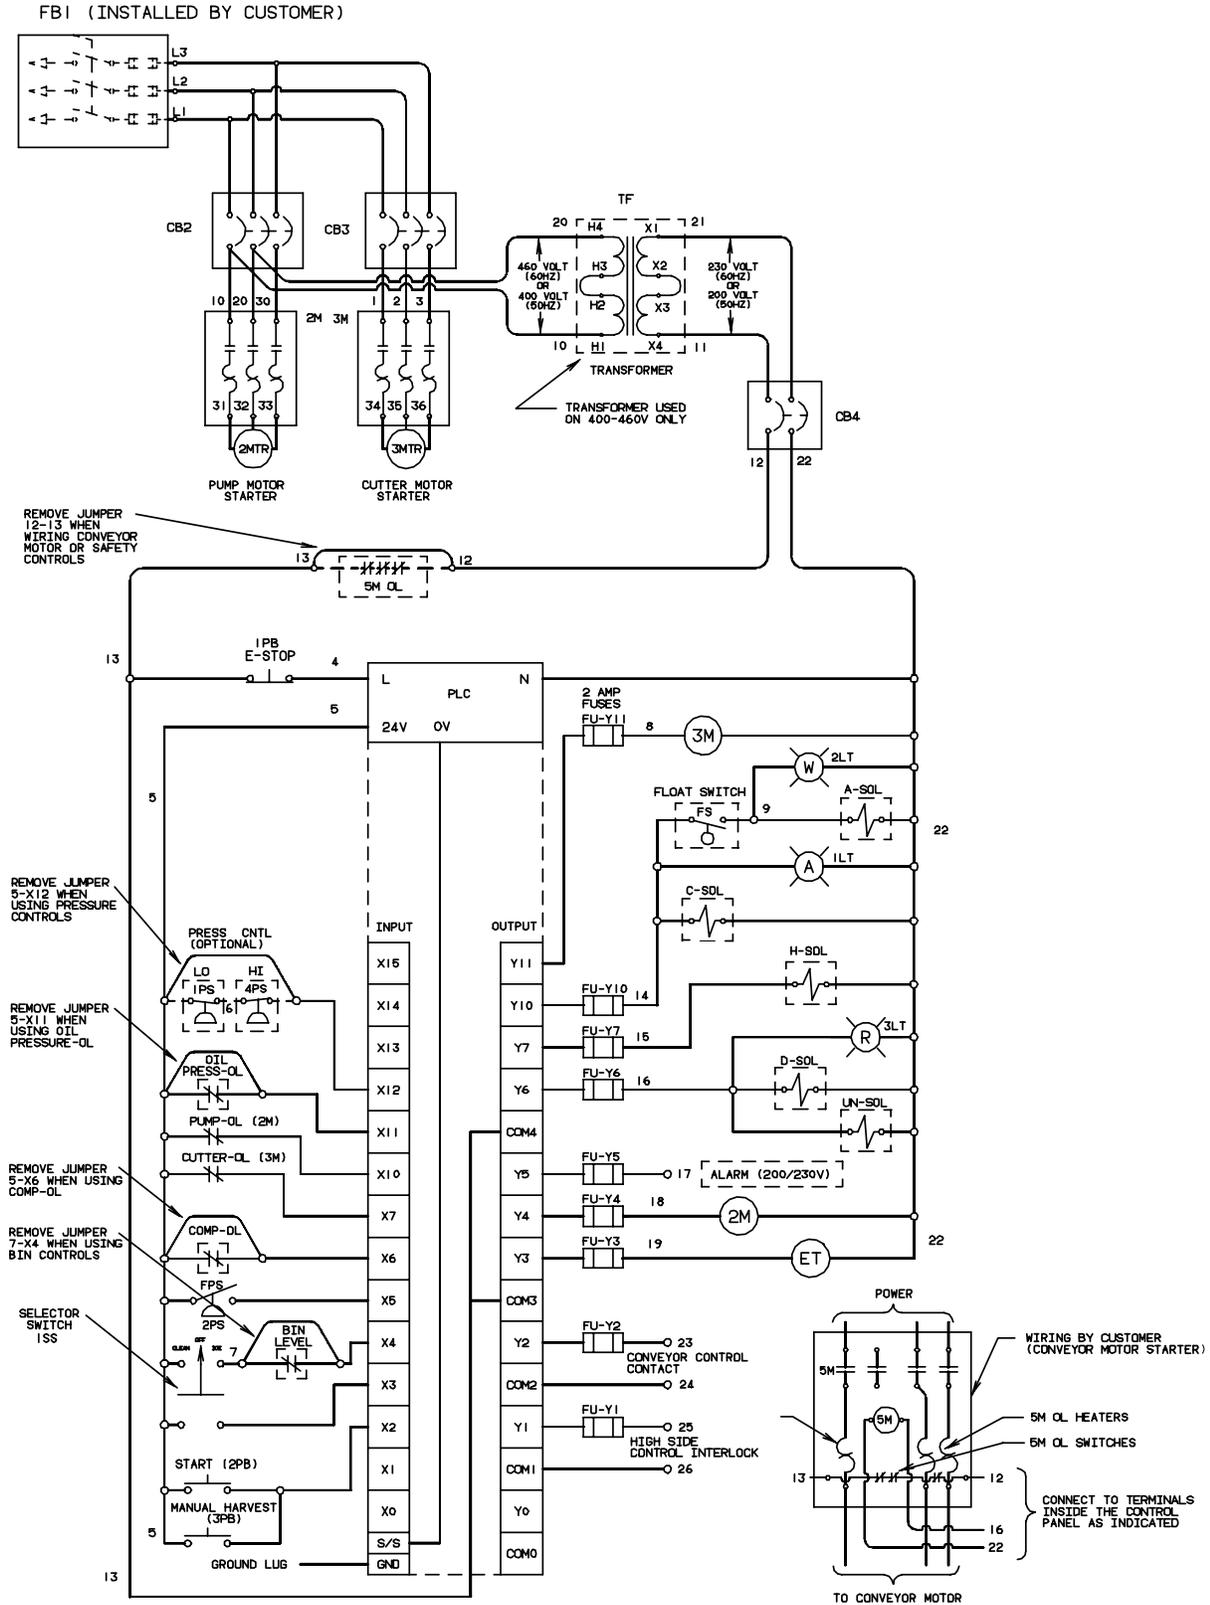 FB1 (INSTALLED BY CUSTOMER)
L3
L2
L1
CB2
CB3
TF
20
H4
X1
21
H3
X2
H2
X3
10
H1
X4
11
460 VOLT
(60HZ)
OR
400 VOLT
(50HZ)
230 VOLT
(60HZ)
OR
200 VOLT
(50HZ)
TRANSFORMER
TRANSFORMER USED
ON 400-460V ONLY
10 20 30
1 2 3
2M 3M
31 32 33
34 35 36
2MTR
3MTR
PUMP MOTOR
STARTER
CUTTER MOTOR
STARTER
CB4
12 22
REMOVE JUMPER
12-13 WHEN
WIRING CONVEYOR
MOTOR OR SAFETY
CONTROLS
13
12
5M OL
13
1PB
E-STOP
4
L
N
PLC
5
24V
0V
2 AMP
FUSES
FU-Y11
8
3M
W
2LT
5
FLOAT SWITCH
FS
9
A-SOL
22
A
1LT
REMOVE JUMPER
5-X12 WHEN
USING PRESSURE
CONTROLS
C-SOL
PRESS CNTL
(OPTIONAL)
INPUT
OUTPUT
LO
HI
1PS
6
4PS
X15
Y11
H-SOL
X14
Y10
FU-Y10
14
REMOVE JUMPER
5-X11 WHEN
USING OIL
PRESSURE-OL
X13
Y7
FU-Y7
15
R
3LT
OIL
PRESS-OL
X12
Y6
FU-Y6
16
D-SOL
UN-SOL
PUMP-OL (2M)
X11
COM4
CUTTER-OL (3M)
X10
Y5
FU-Y5
17
ALARM (200/230V)
REMOVE JUMPER
5-X6 WHEN USING
COMP-OL
X7
Y4
FU-Y4
18
2M
COMP-OL
X6
Y3
FU-Y3
19
ET
22
REMOVE JUMPER
7-X4 WHEN USING
BIN CONTROLS
FPS
2PS
X5
COM3
SELECTOR
SWITCH
1SS
CLEAN
OFF
ICE
7
BIN
LEVEL
X4
Y2
FU-Y2
23
CONVEYOR CONTROL
CONTACT
X3
COM2
24
X2
Y1
FU-Y1
25
HIGH SIDE
CONTROL INTERLOCK
START (2PB)
X1
COM1
26
MANUAL HARVEST
(3PB)
X0
Y0
5
S/S
COM0
GROUND LUG
GND
13
POWER
WIRING BY CUSTOMER
(CONVEYOR MOTOR STARTER)
5M
5M
5M OL HEATERS
5M OL SWITCHES
13
12
CONNECT TO TERMINALS
INSIDE THE CONTROL
PANEL AS INDICATED
16
22
TO CONVEYOR MOTOR